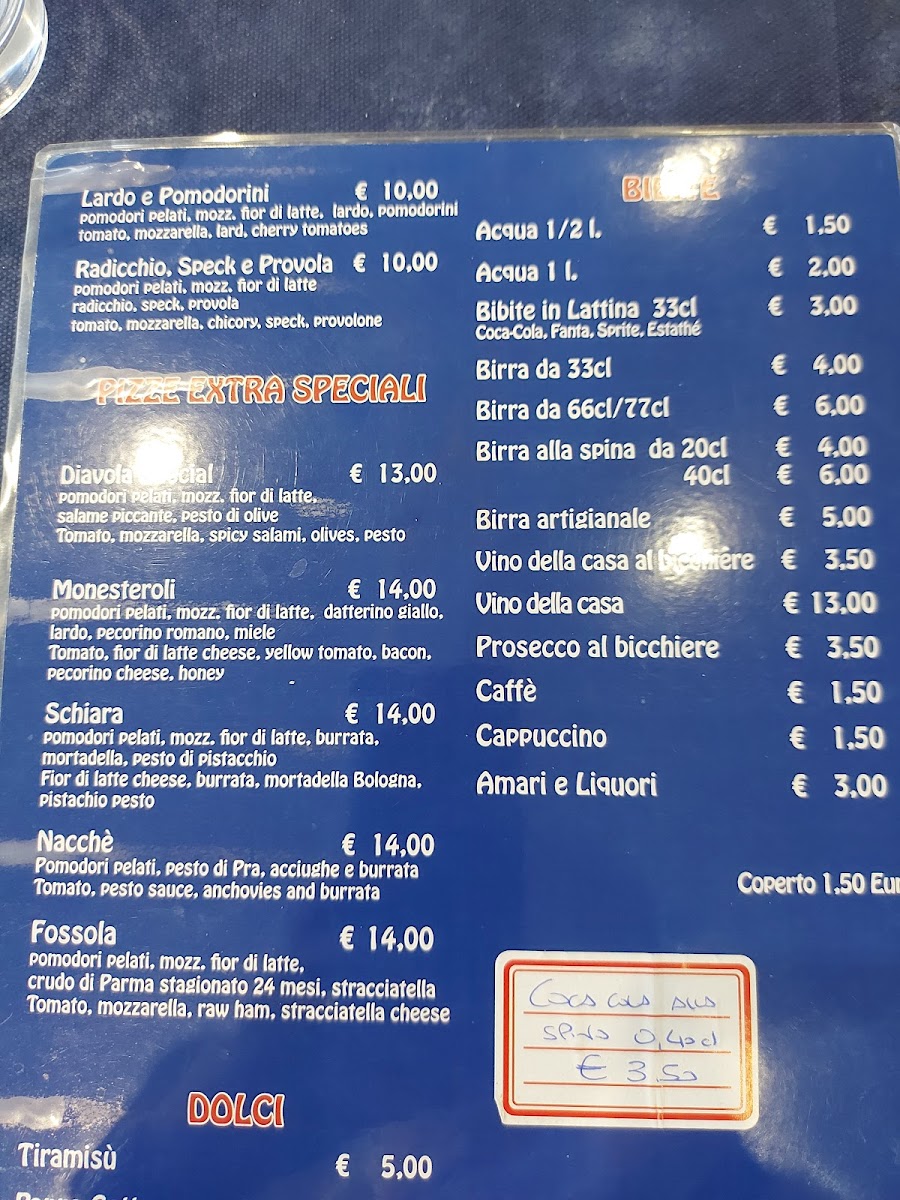 Lardo e Pomodorini € 10,00
pomodori pelati, mozz. fior di latte, lardo, pomodorini
tomato, mozzarella, lard, cherry tomatoes
Radicchio, Speck e Provola € 10,00
pomodori pelati, mozz. fior di latte
radicchio, speck, provola
tomato, mozzarella, chicory, speck, provolone
PIZZE EXTRA SPECIALI
Diavola € 13,00
pomodori pelati, mozz. fior di latte,
salame piccante, pesto di olive
Tomato, mozzarella, spicy salami, olives, pesto
Monesteroli € 14,00
pomodori pelati, mozz. fior di latte, datterino giallo,
lardo, pecorino romano, miele
Tomato, fior di latte cheese, yellow tomato, bacon,
pecorino cheese, honey
Schiara € 14,00
pomodori pelati, mozz. fior di latte, burrata,
mortadella, pesto di pistacchio
Fior di latte cheese, burrata, mortadella Bologna,
pistachio pesto
Nacchè € 14,00
Pomodori pelati, pesto di Pra, acciughe e burrata
Tomato, pesto sauce, anchovies and burrata
Fossola € 14,00
pomodori pelati, mozz. fior di latte,
crudo di Parma stagionato 24 mesi, stracciatella
Tomato, mozzarella, raw ham, stracciatella cheese
DOLCI
Tiramisù € 5,00
BIBITE
Acqua 1/2 l. € 1,50
Acqua 1 l. € 2,00
Bibite in Lattina 33cl € 3,00
Coca-Cola, Fanta, Sprite, Estathé
Birra da 33cl € 4,00
Birra da 66cl/77cl € 6,00
Birra alla spina da 20cl € 4,00
40cl € 6,00
Birra artigianale € 5,00
Vino della casa al bicchiere € 3,50
Vino della casa € 13,00
Prosecco al bicchiere € 3,50
Caffè € 1,50
Cappuccino € 1,50
Amari e Liquori € 3,00
Coperto 1,50 Eur
Coca cola alla
spina 0,40cl
€ 3,50